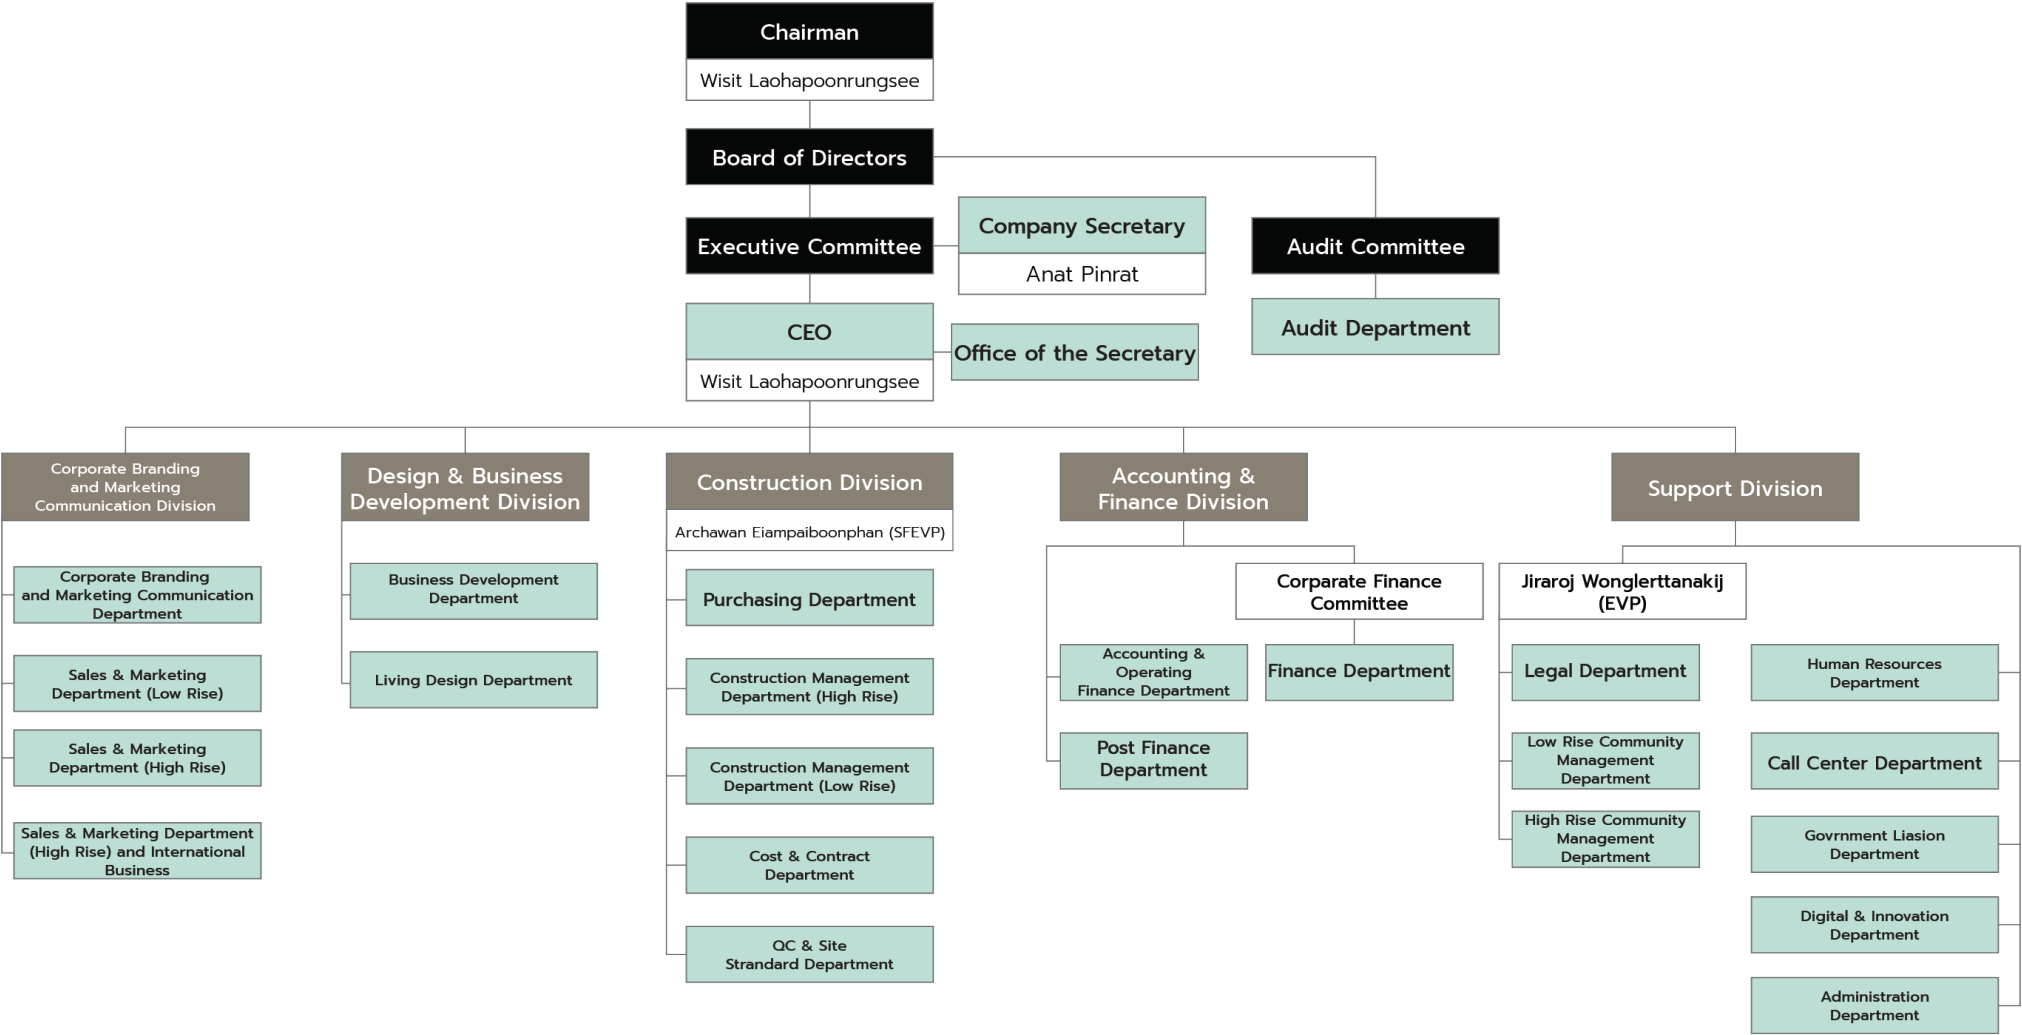 Chairman
Wisit Laohapoonrungsee
Board of Directors
Executive Committee
Company Secretary
Anat Pinrat
Audit Committee
Audit Department
CEO
Wisit Laohapoonrungsee
Office of the Secretary
Corporate Branding
and Marketing
Communication Division
Corporate Branding
and Marketing Communication
Department
Sales & Marketing
Department (Low Rise)
Sales & Marketing
Department (High Rise)
Sales & Marketing Department
(High Rise) and International
Business
Design & Business
Development Division
Business Development
Department
Living Design Department
Construction Division
Archawan Eiampaiboonphan (SFEVP)
Purchasing Department
Construction Management
Department (High Rise)
Construction Management
Department (Low Rise)
Cost & Contract
Department
QC & Site
Strandard Department
Accounting &
Finance Division
Corparate Finance
Committee
Accounting &
Operating
Finance Department
Finance Department
Post Finance
Department
Support Division
Jiraroj Wonglerttanakij
(EVP)
Legal Department
Low Rise Community
Management
Department
High Rise Community
Management
Department
Human Resources
Department
Call Center Department
Govrnment Liasion
Department
Digital & Innovation
Department
Administration
Department